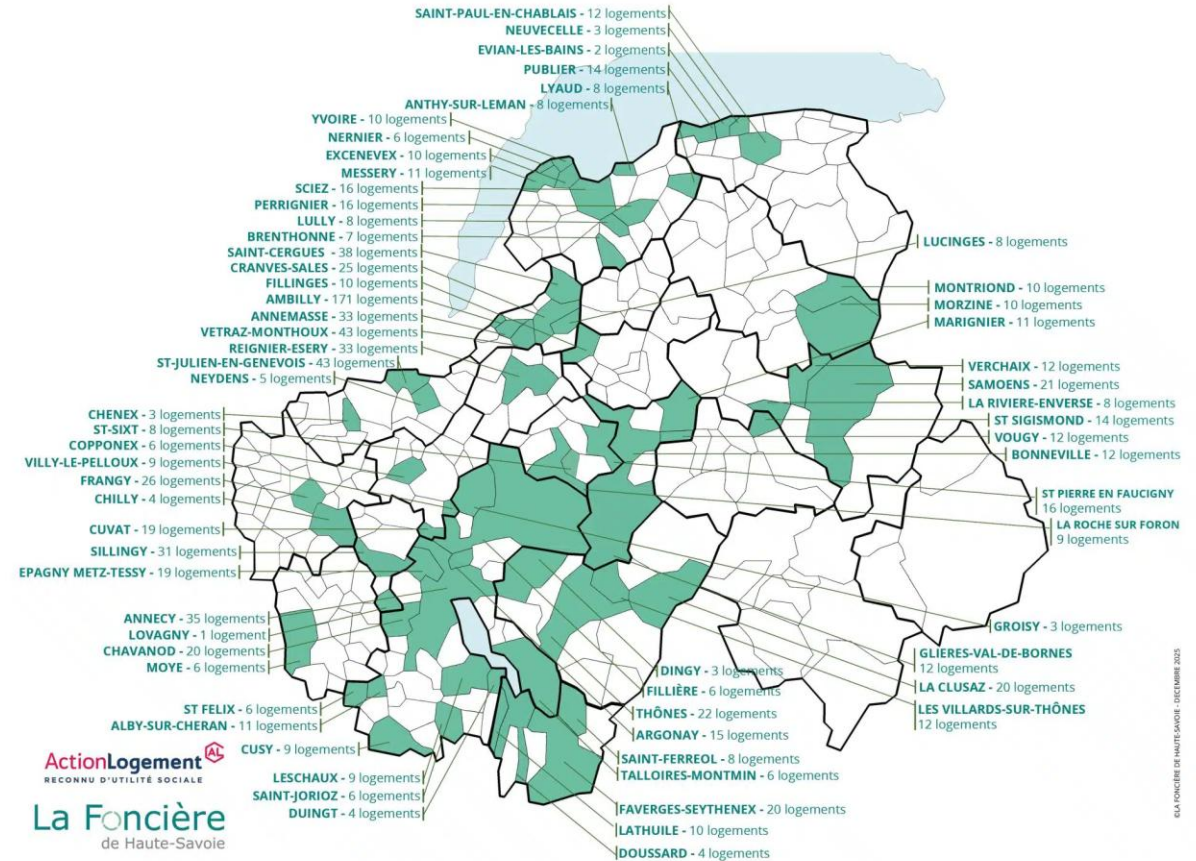 SAINT-PAUL-EN-CHABLAIS - 12 logements
NEUVECELLE - 3 logements
EVIAN-LES-BAINS - 2 logements
PUBLIER - 14 logements
LYAUD - 8 logements
ANTHY-SUR-LEMAN - 8 logements
YVOIRE - 10 logements
NERNIER - 6 logements
EXCENEVEX - 10 logements
MESSERY - 11 logements
SCIEZ - 16 logements
PERRIGNIER - 16 logements
LULLY - 8 logements
BRENTHONNE - 7 logements
SAINT-CERGUES - 38 logements
CRANVES-SALES - 25 logements
FILLINGES - 10 logements
AMBILLY - 171 logements
ANNEMASSE - 33 logements
VETRAZ-MONTHOUX - 43 logements
REIGNIER-ESERY - 33 logements
ST-JULIEN-EN-GENEVOIS - 43 logements
NEYDENS - 5 logements
CHENEX - 3 logements
ST-SIXT - 8 logements
COPPONEX - 6 logements
VILLY-LE-PELLOUX - 9 logements
FRANGY - 26 logements
CHILLY - 4 logements
CUVAT - 19 logements
SILLINGY - 31 logements
EPAGNY METZ-TESSY - 19 logements
ANNECY - 35 logements
LOVAGNY - 1 logement
CHAVANOD - 20 logements
MOYE - 6 logements
ST FELIX - 6 logements
ALBY-SUR-CHERAN - 11 logements
CUSY - 9 logements
LESCHAUX - 9 logements
SAINT-JORIOZ - 6 logements
DUINGT - 4 logements
LUCINGES - 8 logements
MONTRIOND - 10 logements
MORZINE - 10 logements
MARIGNIER - 11 logements
VERCHAIX - 12 logements
SAMOENS - 21 logements
LA RIVIERE-ENVERSE - 8 logements
ST SIGISMOND - 14 logements
VOUGY - 12 logements
BONNEVILLE - 12 logements
ST PIERRE EN FAUCIGNY
16 logements
LA ROCHE SUR FORON
9 logements
GROISY - 3 logements
GLIERES-VAL-DE-BORNES
12 logements
LA CLUSAZ - 20 logements
LES VILLARDS-SUR-THÔNES
12 logements
DINGY - 3 logements
FILLIÈRE - 6 logements
THÔNES - 22 logements
ARGONAY - 15 logements
SAINT-FERREOL - 8 logements
TALLOIRES-MONTMIN - 6 logements
FAVERGES-SEYTHENEX - 20 logements
LATHUILE - 10 logements
DOUSSARD - 4 logements
ActionLogement AL
RECONNU D'UTILITÉ SOCIALE
La Foncière
de Haute-Savoie
©LA FONCIÈRE DE HAUTE-SAVOIE - DECEMBRE 2025